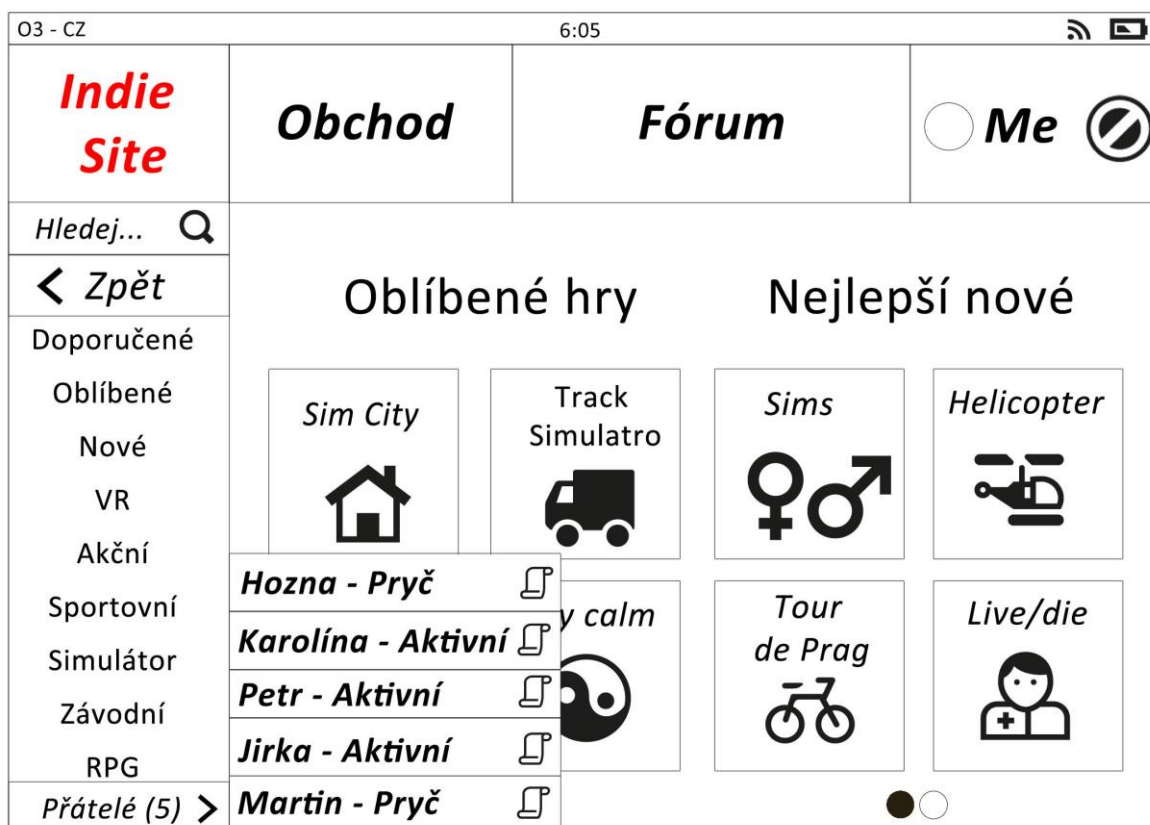 O3 - CZ
6:05
Indie
Site
Obchod
Fórum
Me
Hledej...
Zpět
Doporučené
Oblíbené
Nové
VR
Akční
Sportovní
Simulátor
Závodní
RPG
Přátelé (5)
Oblíbené hry
Nejlepší nové
Sim City
Track
Simulatro
Sims
Helicopter
Hozna - Pryč
Karolína - Aktivní
Petr - Aktivní
Jirka - Aktivní
Martin - Pryč
calm
Tour
de Prag
Live/die